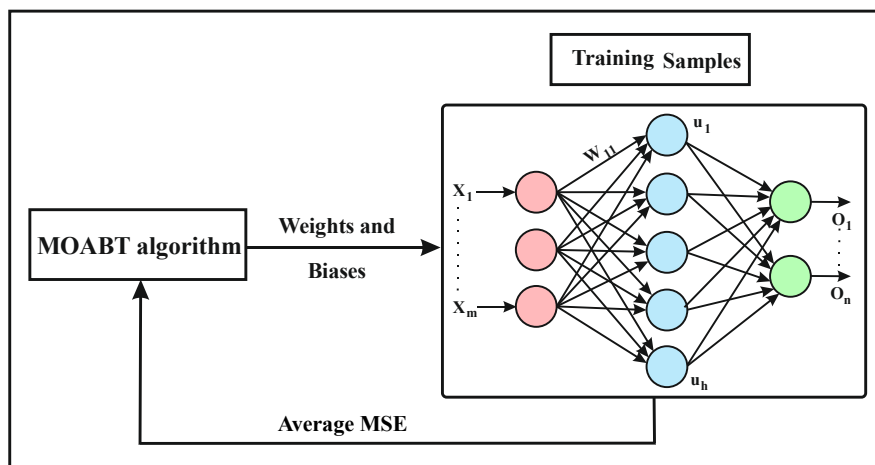 Training Samples
u1
W11
X1
O1
MOABT algorithm
Weights and
Biases
Xm
On
uh
Average MSE